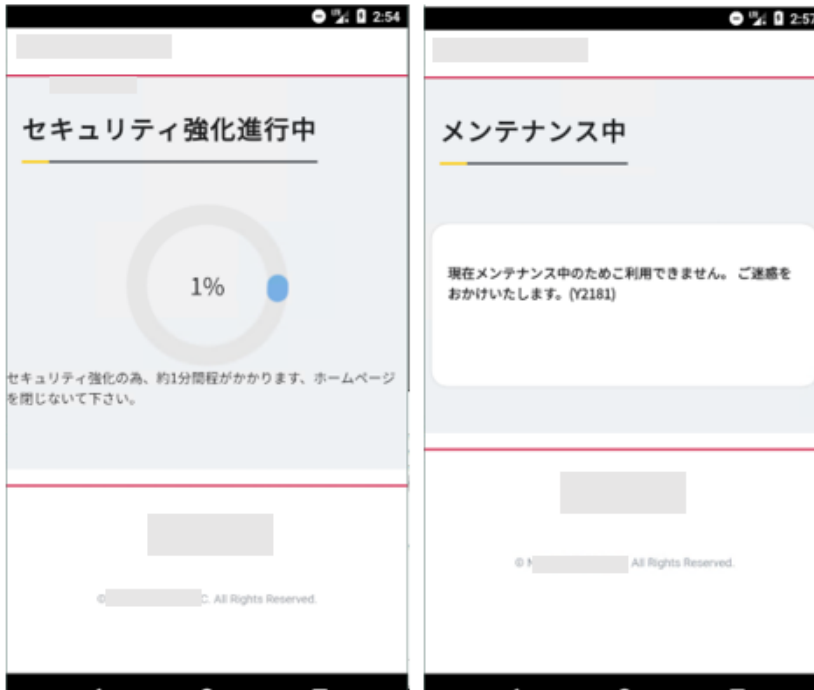 2:54
セキュリティ強化進行中
1%
セキュリティ強化の為、約1分間程がかかります、ホームページ
を閉じないて下さい。
© C. All Rights Reserved.
2:57
メンテナンス中
現在メンテナンス中のためこ利用できません。 ご迷惑を
おかけいたします。(Y2181)
© M All Rights Reserved.